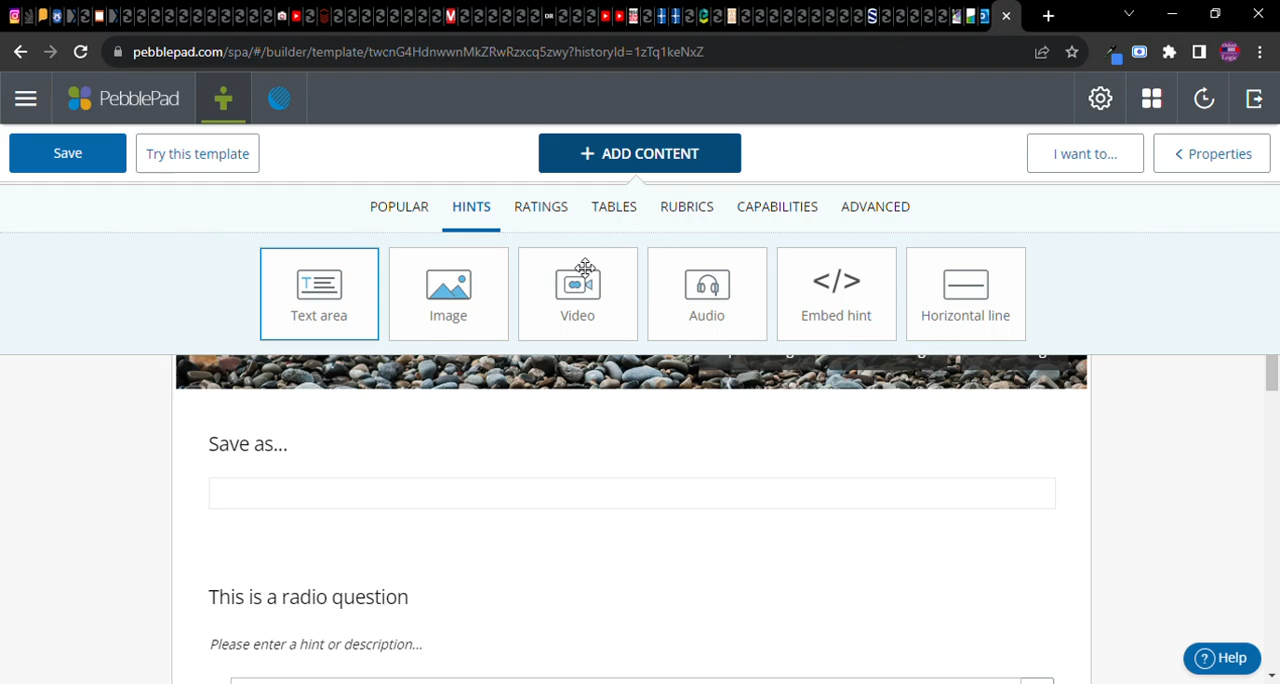 pebblepad.com/spa/#/builder/template/twcnG4HdnwwnMkZRwRzxcq5zwy?historyId=1zTq1keNxZ
PebblePad
Save
Try this template
+ ADD CONTENT
I want to...
< Properties
POPULAR
HINTS
RATINGS
TABLES
RUBRICS
CAPABILITIES
ADVANCED
Text area
Image
Video
Audio
</>
Embed hint
Horizontal line
Save as...
This is a radio question
Please enter a hint or description...
? Help